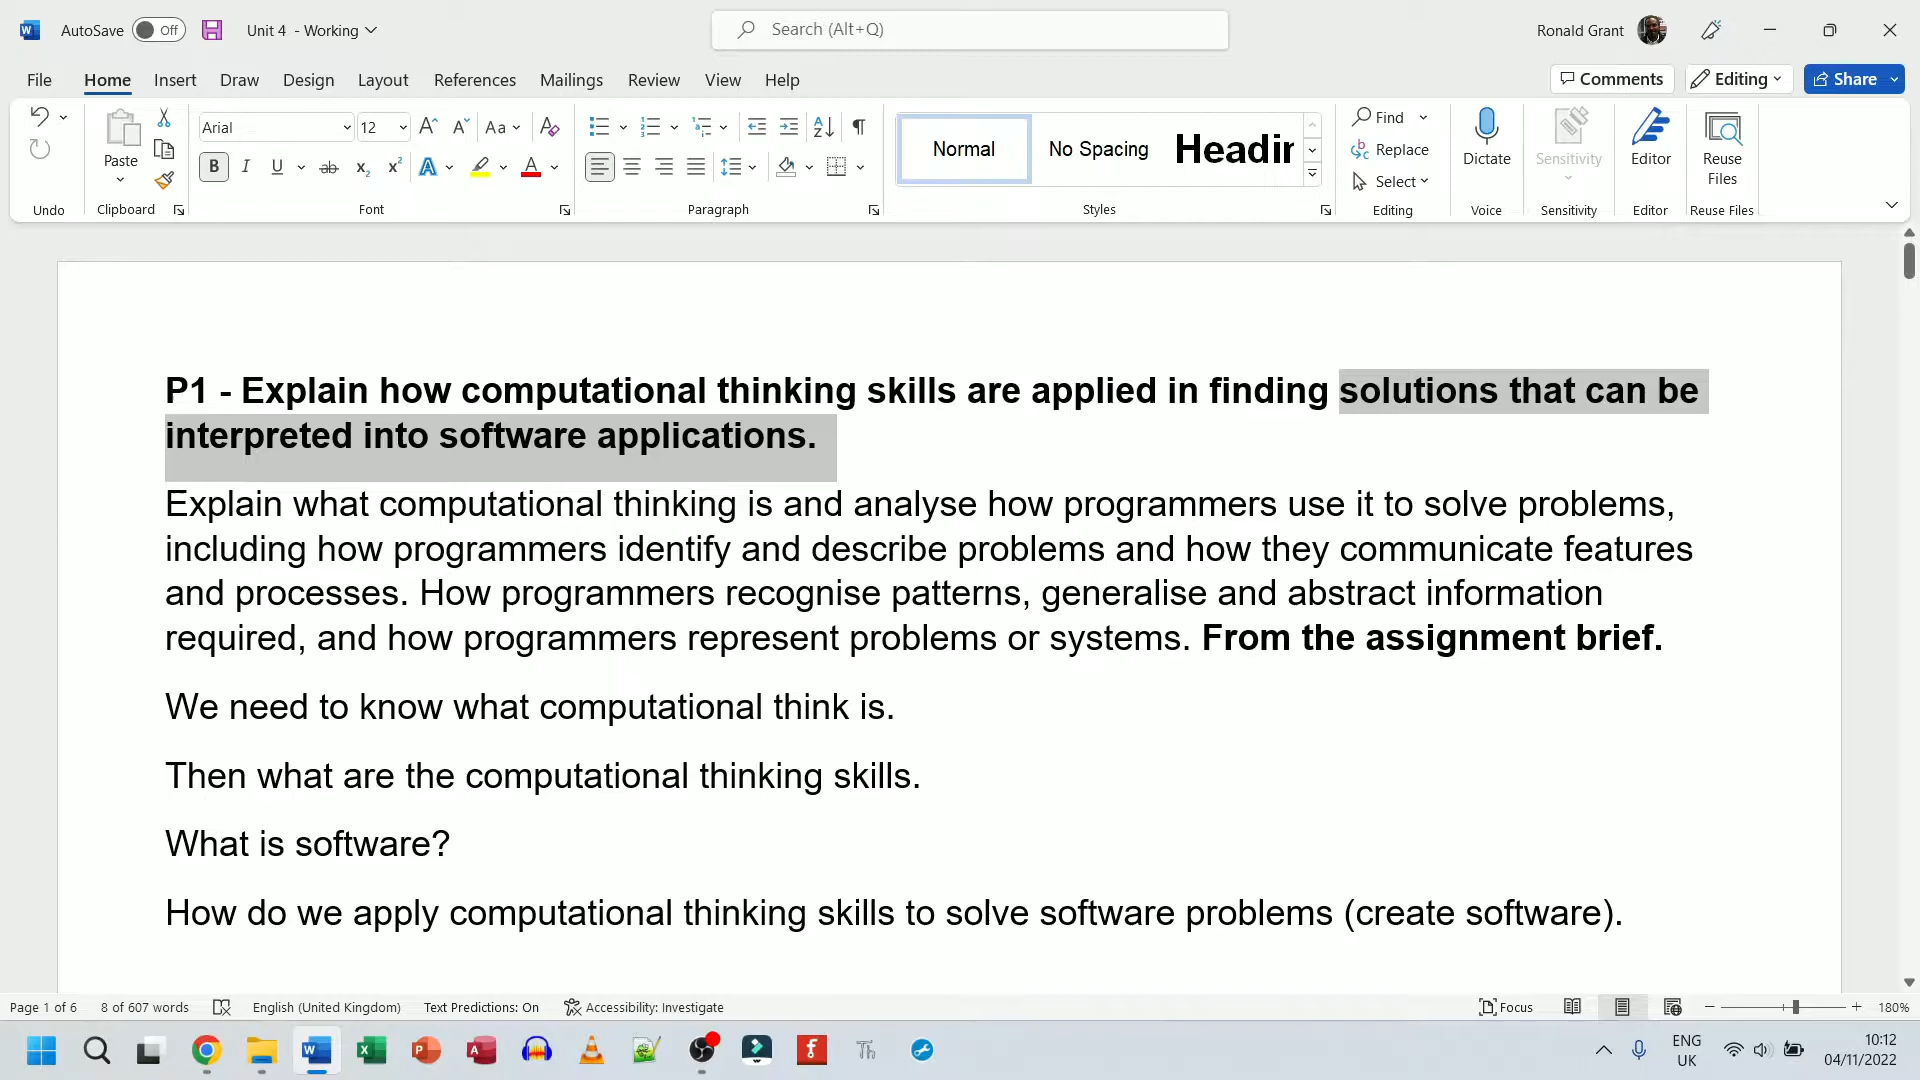 AutoSave Off Unit 4 - Working Search (Alt+Q) Ronald Grant
File Home Insert Draw Design Layout References Mailings Review View Help Comments Editing Share
Paste
Arial 12 Aa
B I U ab x₂ x² A A
Normal No Spacing Headin
Find
Replace
Select
Dictate Sensitivity Editor Reuse Files
Undo Clipboard Font Paragraph Styles Editing Voice Sensitivity Editor Reuse Files
P1 - Explain how computational thinking skills are applied in finding solutions that can be
interpreted into software applications.
Explain what computational thinking is and analyse how programmers use it to solve problems,
including how programmers identify and describe problems and how they communicate features
and processes. How programmers recognise patterns, generalise and abstract information
required, and how programmers represent problems or systems. From the assignment brief.
We need to know what computational think is.
Then what are the computational thinking skills.
What is software?
How do we apply computational thinking skills to solve software problems (create software).
Page 1 of 6 8 of 607 words English (United Kingdom) Text Predictions: On Accessibility: Investigate Focus 180%
ENG 10:12
UK 04/11/2022